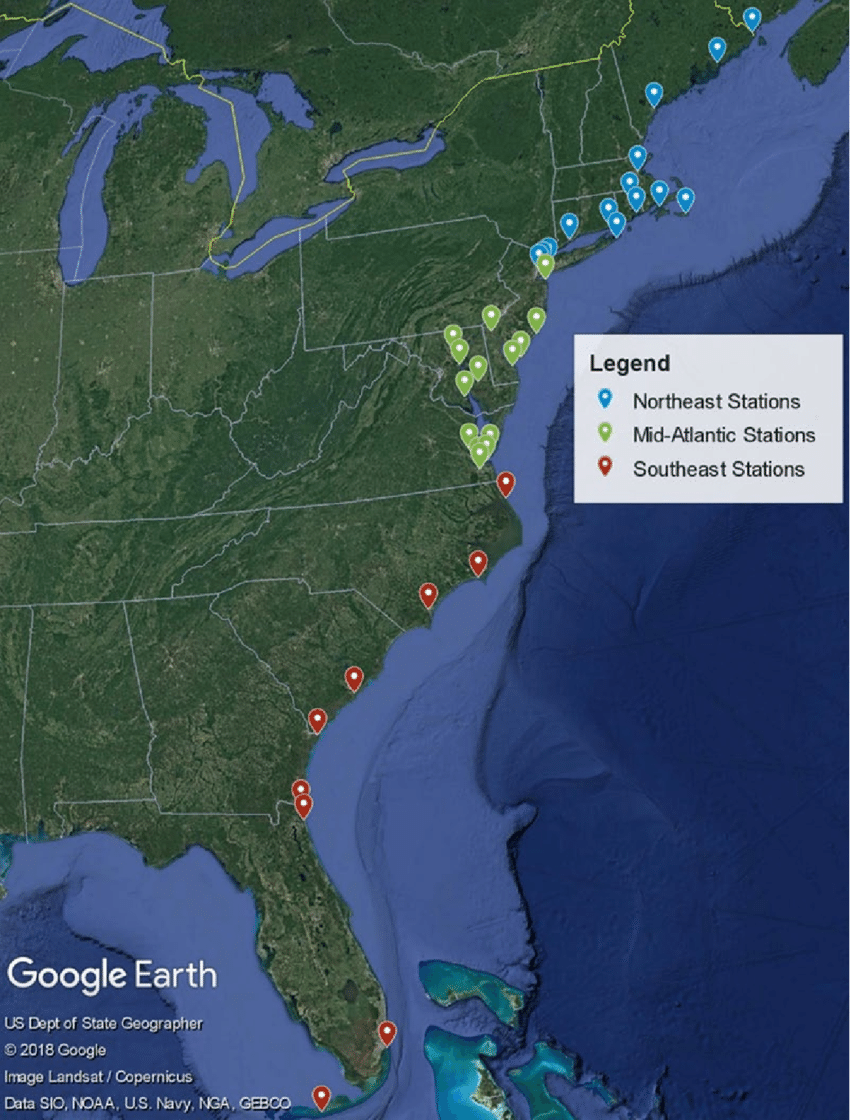 Legend
Northeast Stations
Mid-Atlantic Stations
Southeast Stations
Google Earth
US Dept of State Geographer
© 2018 Google
Image Landsat / Copernicus
Data SIO, NOAA, U.S. Navy, NGA, GEBCO